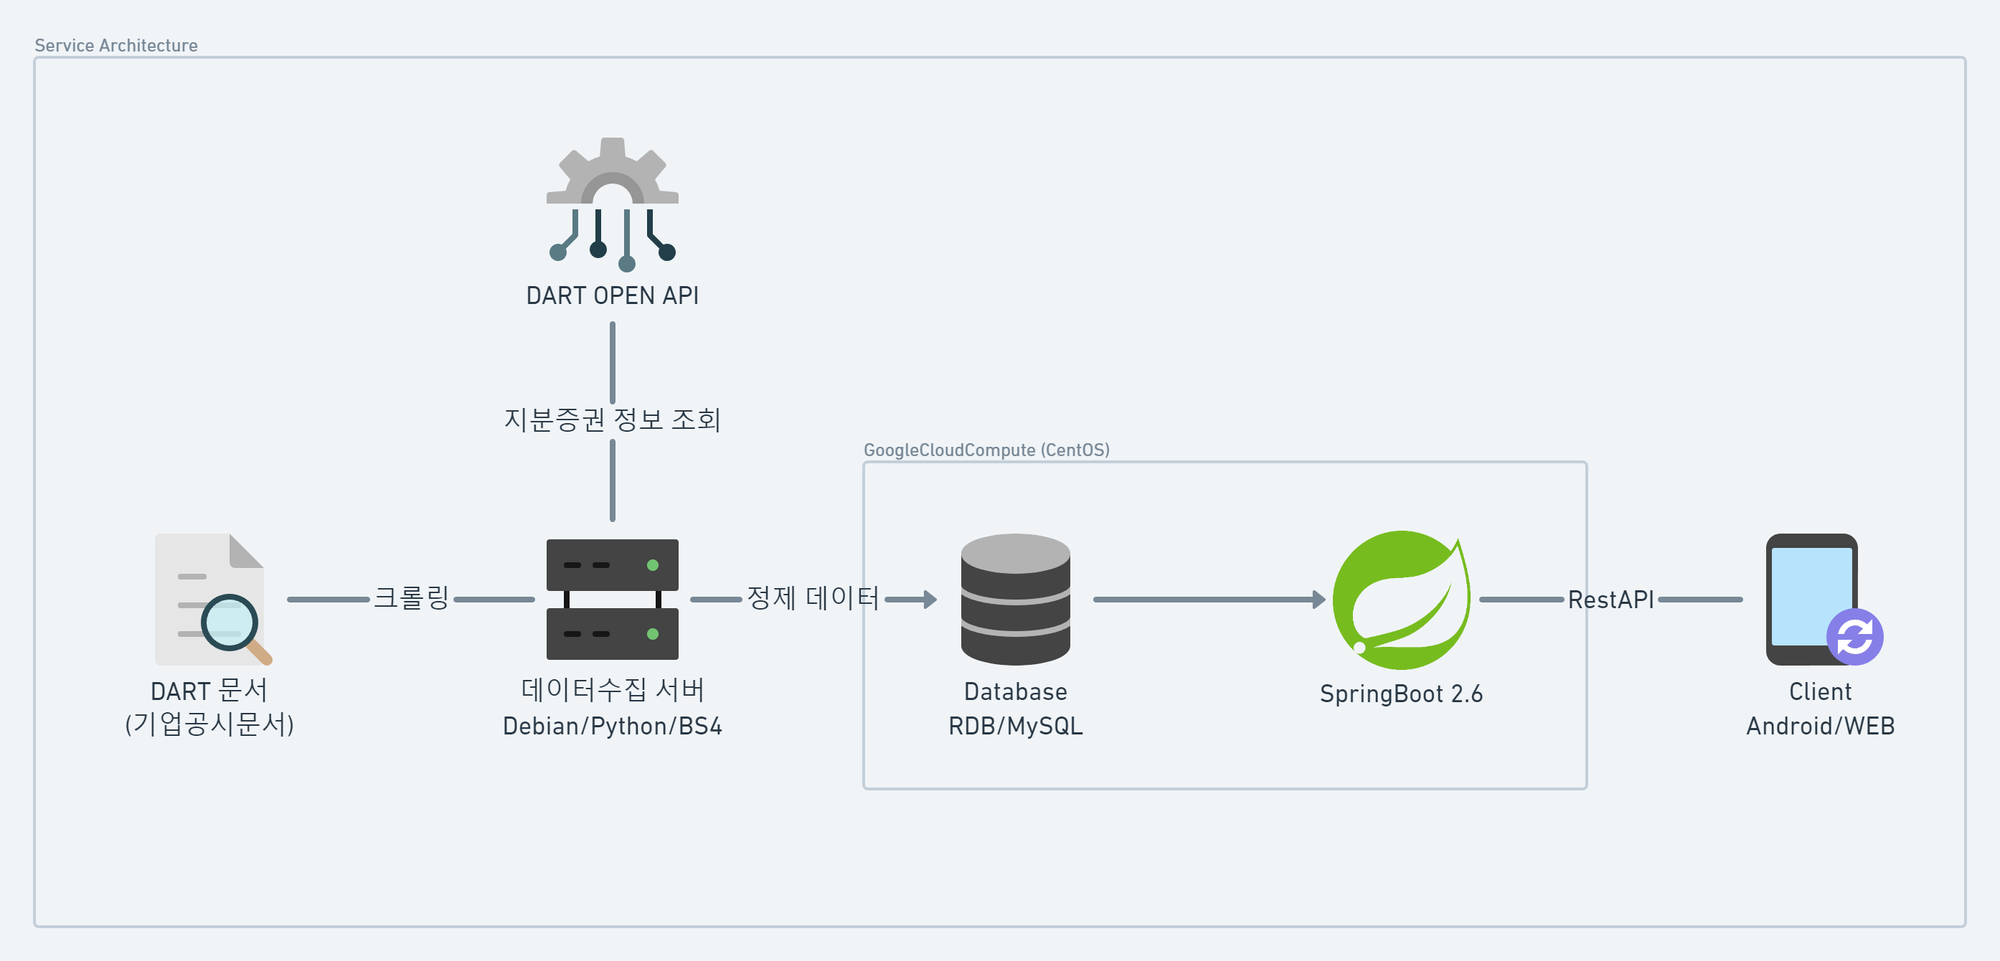 Service Architecture
DART OPEN API
지분증권 정보 조회
GoogleCloudCompute (CentOS)
크롤링
정제 데이터
RestAPI
DART 문서
(기업공시문서)
데이터수집 서버
Debian/Python/BS4
Database
RDB/MySQL
SpringBoot 2.6
Client
Android/WEB